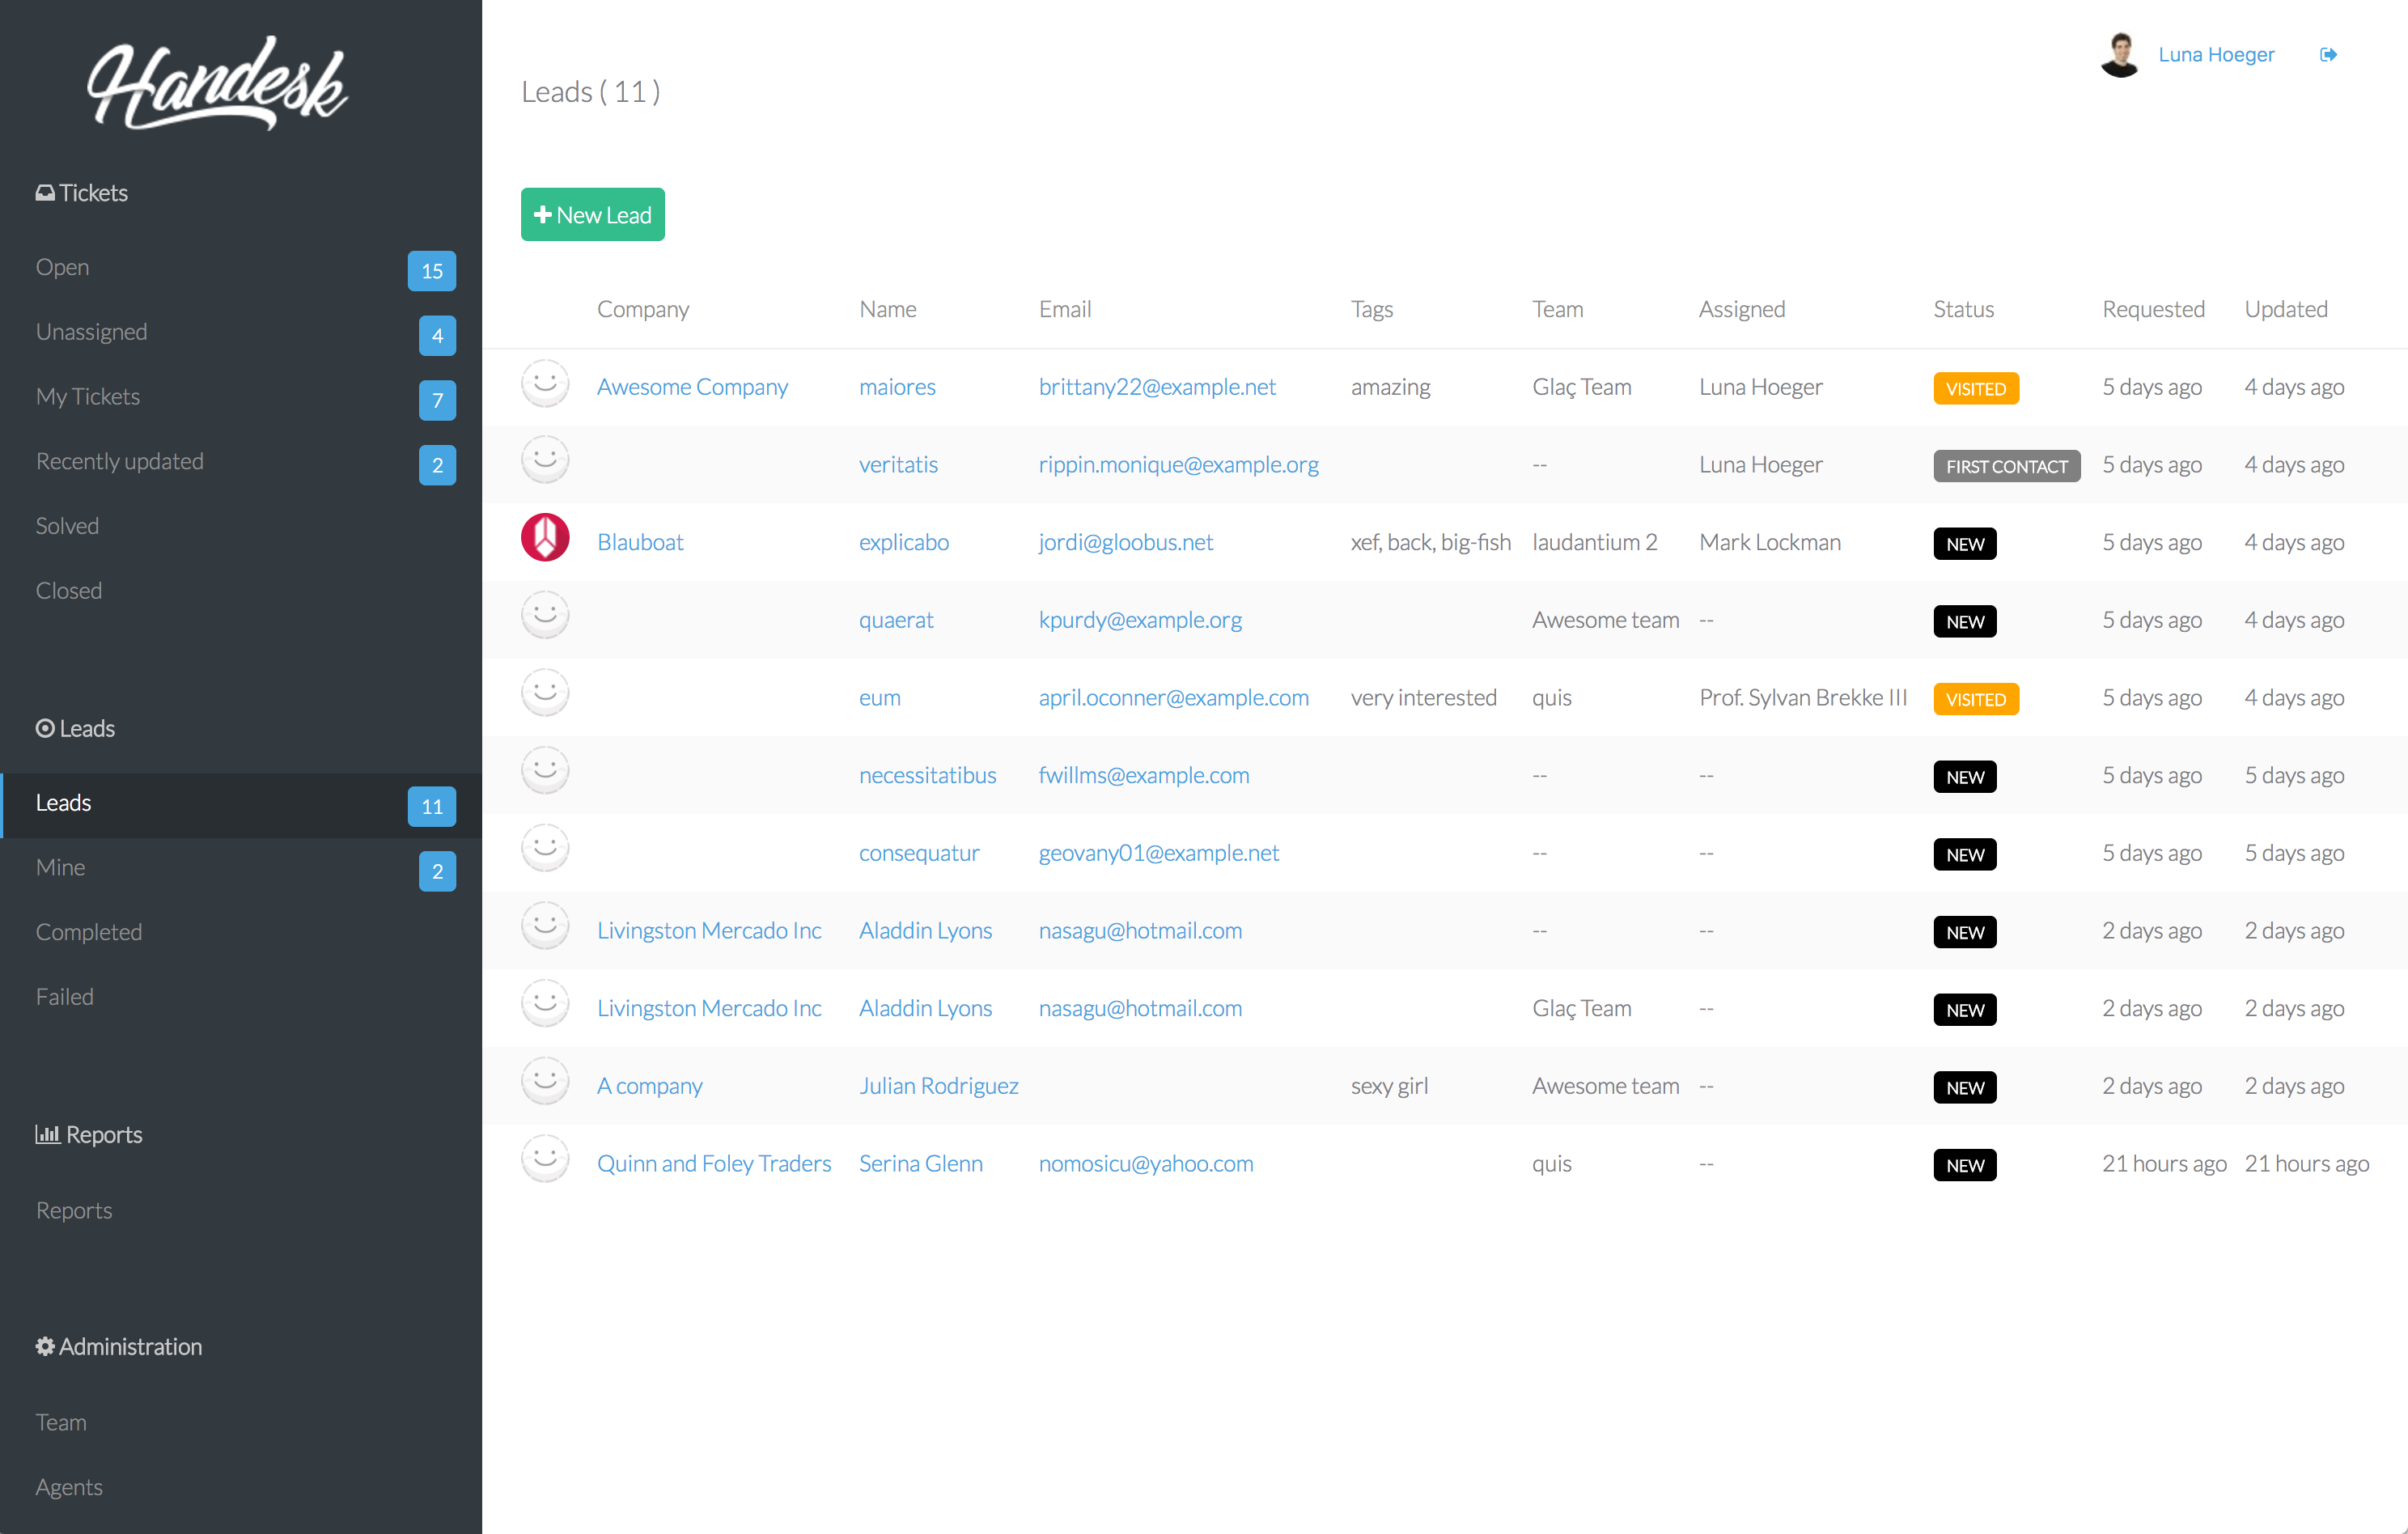 Handesk
Tickets
Open 15
Unassigned 4
My Tickets 7
Recently updated 2
Solved
Closed
Leads
Leads 11
Mine 2
Completed
Failed
Reports
Reports
Administration
Team
Agents
Luna Hoeger
Leads ( 11 )
New Lead
Company Name Email Tags Team Assigned Status Requested Updated
Awesome Company maiores brittany22@example.net amazing Glaç Team Luna Hoeger VISITED 5 days ago 4 days ago
veritatis rippin.monique@example.org -- Luna Hoeger FIRST CONTACT 5 days ago 4 days ago
Blauboat explicabo jordi@gloobus.net xef, back, big-fish laudantium 2 Mark Lockman NEW 5 days ago 4 days ago
quaerat kpurdy@example.org Awesome team -- NEW 5 days ago 4 days ago
eum april.oconner@example.com very interested quis Prof. Sylvan Brekke III VISITED 5 days ago 4 days ago
necessitatibus fwillms@example.com -- -- NEW 5 days ago 5 days ago
consequatur geovany01@example.net -- -- NEW 5 days ago 5 days ago
Livingston Mercado Inc Aladdin Lyons nasagu@hotmail.com -- -- NEW 2 days ago 2 days ago
Livingston Mercado Inc Aladdin Lyons nasagu@hotmail.com Glaç Team -- NEW 2 days ago 2 days ago
A company Julian Rodriguez sexy girl Awesome team -- NEW 2 days ago 2 days ago
Quinn and Foley Traders Serina Glenn nomosicu@yahoo.com quis -- NEW 21 hours ago 21 hours ago